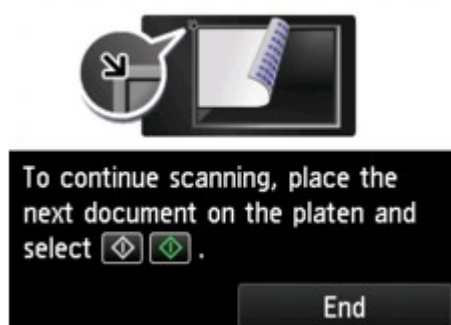 To continue scanning, place the
next document on the platen and
select .
End